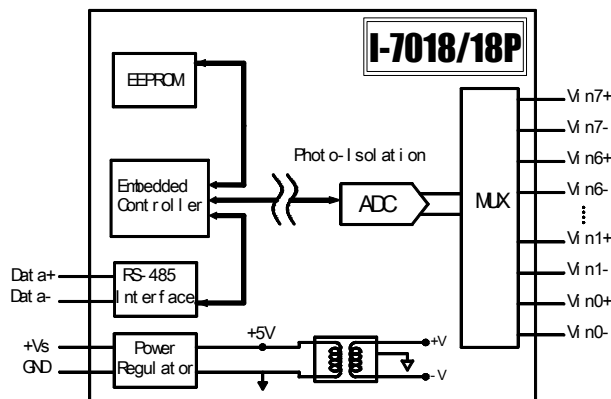 I-7018/18P
EEPROM
Vin7+
Vin7-
Photo-Isolation
Vin6+
Embedded
Controller
ADC
MUX
Vin6-
Vin1+
Data+
Data-
RS-485
Interface
Vin1-
Vin0+
+Vs
GND
Power
Regulator
+5V
+V
-V
Vin0-